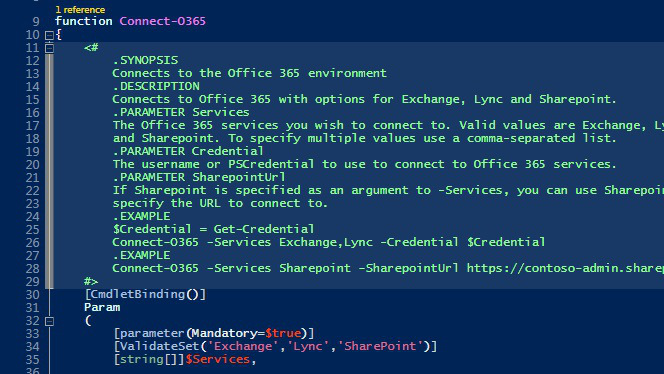 1 reference
9 function Connect-O365
10 {
11 <#
12 .SYNOPSIS
13 Connects to the Office 365 environment
14 .DESCRIPTION
15 Connects to Office 365 with options for Exchange, Lync and Sharepoint.
16 .PARAMETER Services
17 The Office 365 services you wish to connect to. Valid values are Exchange, Ly
18 and Sharepoint. To specify multiple values use a comma-separated list.
19 .PARAMETER Credential
20 The username or PSCredential to use to connect to Office 365 services.
21 .PARAMETER SharepointUrl
22 If Sharepoint is specified as an argument to -Services, you can use Sharepoin
23 specify the URL to connect to.
24 .EXAMPLE
25 $Credential = Get-Credential
26 Connect-O365 -Services Exchange,Lync -Credential $Credential
27 .EXAMPLE
28 Connect-O365 -Services Sharepoint -SharepointUrl https://contoso-admin.sharep
29 #>
30 [CmdletBinding()]
31 Param
32 (
33 [parameter(Mandatory=$true)]
34 [ValidateSet('Exchange','Lync','SharePoint')]
35 [string[]]$Services,